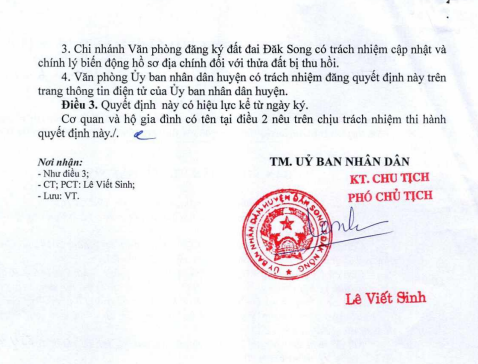 3. Chi nhánh Văn phòng đăng ký đất đai Đăk Song có trách nhiệm cập nhật và
chỉnh lý biến động hồ sơ địa chính đối với thửa đất bị thu hồi.
4. Văn phòng Ủy ban nhân dân huyện có trách nhiệm đăng quyết định này trên
trang thông tin điện tử của Ủy ban nhân dân huyện.
Điều 3. Quyết định này có hiệu lực kể từ ngày ký.
Cơ quan và hộ gia đình có tên tại điều 2 nêu trên chịu trách nhiệm thi hành
quyết định này./.
Nơi nhận:
- Như điều 3;
- CT; PCT: Lê Viết Sinh;
- Lưu: VT.
TM. UỶ BAN NHÂN DÂN
KT. CHU TỊCH
PHÓ CHỦ TỊCH
ỦY BAN NHÂN DÂN HUYỆN ĐĂK SONG T. ĐĂK NÔNG
Lê Viết Sinh